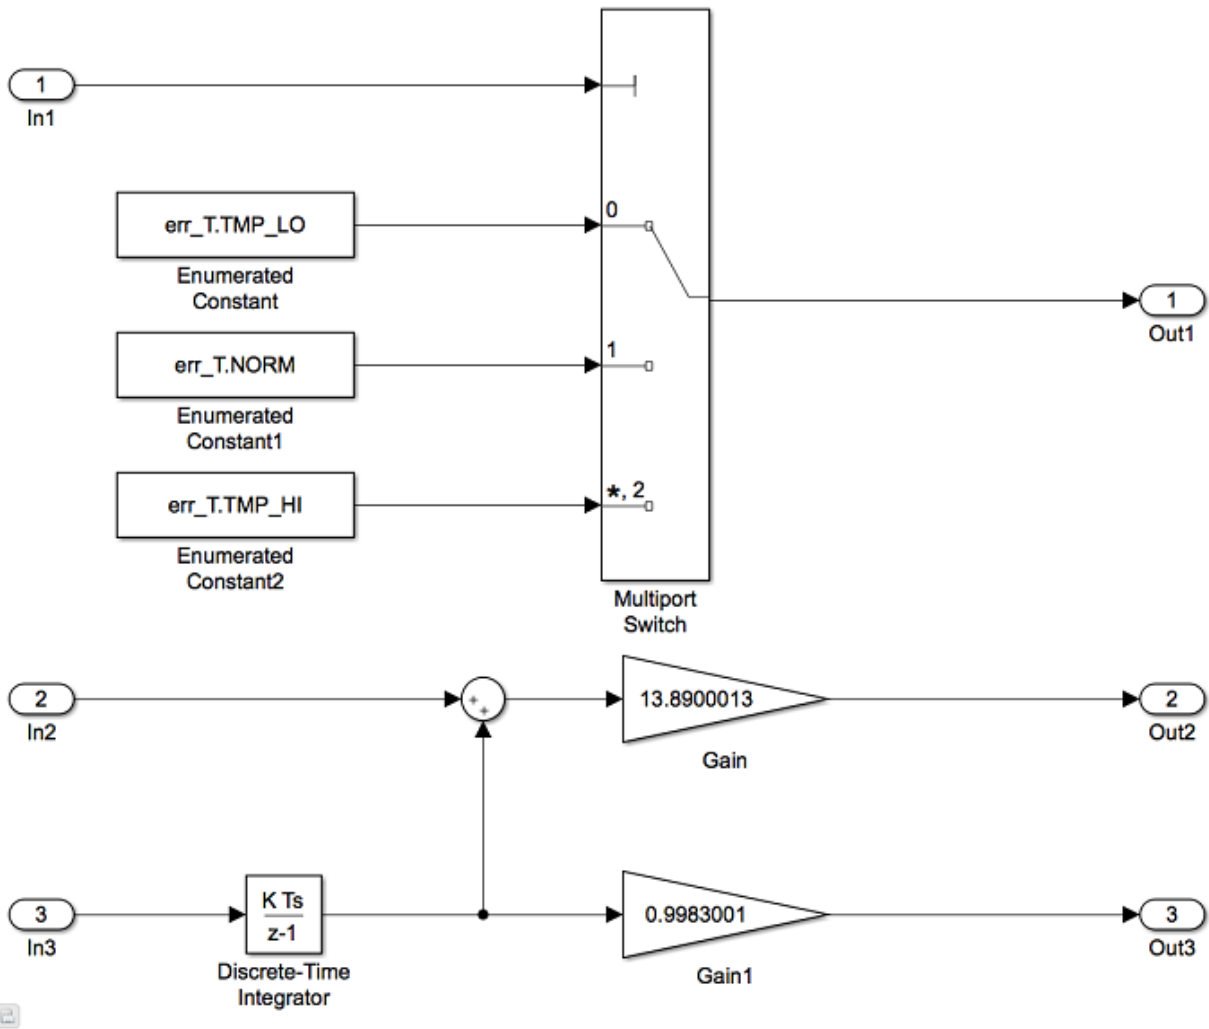 1
In1
err_T.TMP_LO
Enumerated
Constant
0
1
Out1
err_T.NORM
Enumerated
Constant1
1
err_T.TMP_HI
Enumerated
Constant2
*, 2
Multiport
Switch
2
In2
+
+
13.8900013
Gain
2
Out2
3
In3
K Ts
z-1
Discrete-Time
Integrator
0.9983001
Gain1
3
Out3